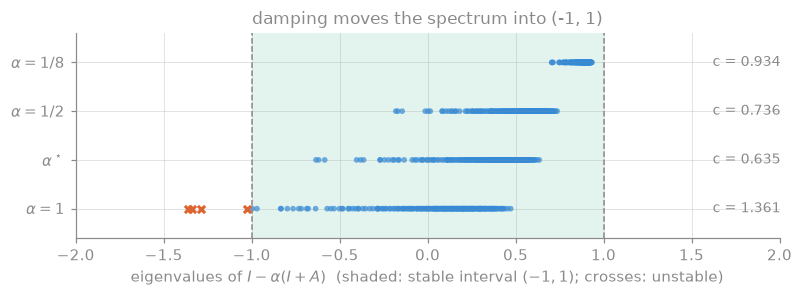 damping moves the spectrum into (-1, 1)
α = 1/8
c = 0.934
α = 1/2
c = 0.736
α*
c = 0.635
α = 1
c = 1.361
−2.0 −1.5 −1.0 −0.5 0.0 0.5 1.0 1.5 2.0
eigenvalues of I − α(I + A) (shaded: stable interval (−1, 1); crosses: unstable)